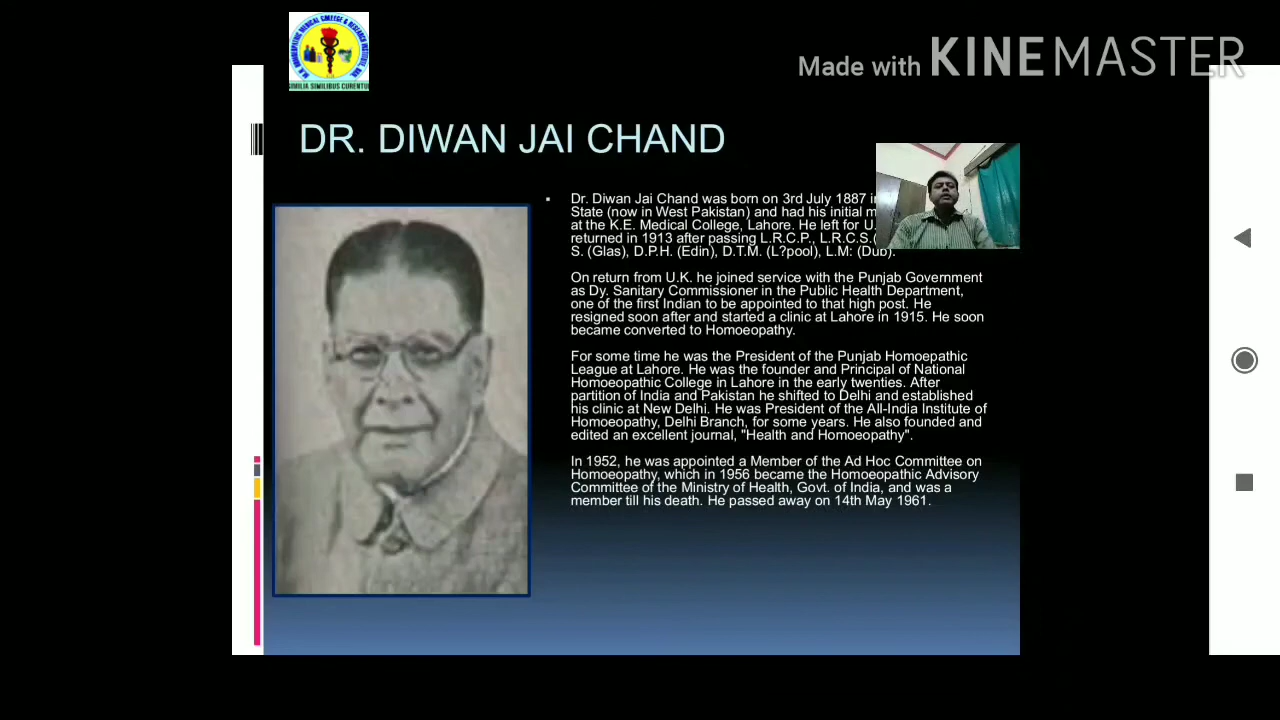 Made with KINEMASTER
SIMILIA SIMILIBUS CURENTUR
DR. DIWAN JAI CHAND
Dr. Diwan Jai Chand was born on 3rd July 1887
State (now in West Pakistan) and had his initial
at the K.E. Medical College, Lahore. He left for
returned in 1913 after passing L.R.C.P., L.R.C.S.
S. (Glas), D.P.H. (Edin), D.T.M. (L?pool), L.M: (Dub).
On return from U.K. he joined service with the Punjab Government
as Dy. Sanitary Commissioner in the Public Health Department,
one of the first Indian to be appointed to that high post. He
resigned soon after and started a clinic at Lahore in 1915. He soon
became converted to Homoeopathy.
For some time he was the President of the Punjab Homoepathic
League at Lahore. He was the founder and Principal of National
Homoeopathic College in Lahore in the early twenties. After
partition of India and Pakistan he shifted to Delhi and established
his clinic at New Delhi. He was President of the All-India Institute of
Homoeopathy, Delhi Branch, for some years. He also founded and
edited an excellent journal, "Health and Homoeopathy".
In 1952, he was appointed a Member of the Ad Hoc Committee on
Homoeopathy, which in 1956 became the Homoeopathic Advisory
Committee of the Ministry of Health, Govt. of India, and was a
member till his death. He passed away on 14th May 1961.